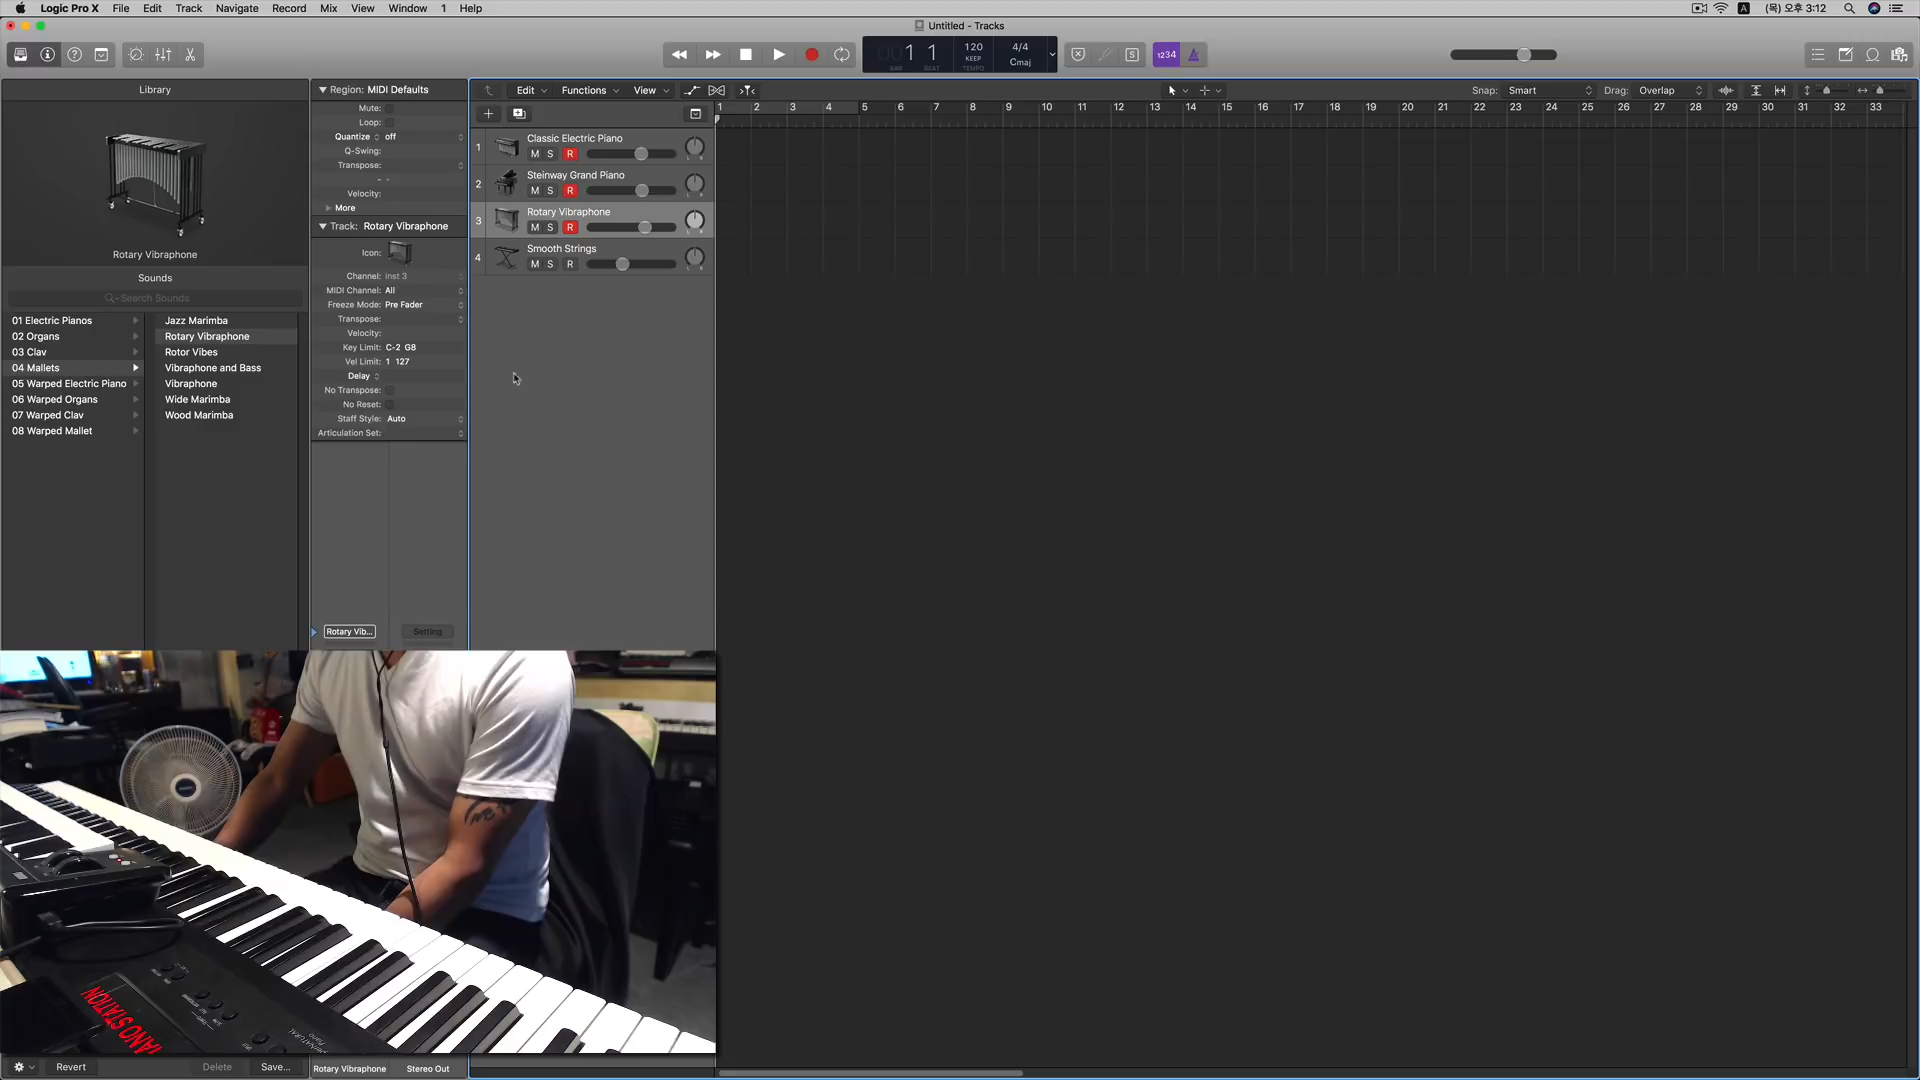 Logic Pro X File Edit Track Navigate Record Mix View Window 1 Help
A (목) 오후 3:12
Untitled - Tracks
1 1
BAR BEAT
120
KEEP
TEMPO
4/4
Cmaj
S
1234
Library
Rotary Vibraphone
Sounds
Search Sounds
01 Electric Pianos
02 Organs
03 Clav
04 Mallets
05 Warped Electric Piano
06 Warped Organs
07 Warped Clav
08 Warped Mallet
Jazz Marimba
Rotary Vibraphone
Rotor Vibes
Vibraphone and Bass
Vibraphone
Wide Marimba
Wood Marimba
Region: MIDI Defaults
Mute:
Loop:
Quantize off
Q-Swing:
Transpose:
Velocity:
More
Track: Rotary Vibraphone
Icon:
Channel: Inst 3
MIDI Channel: All
Freeze Mode: Pre Fader
Transpose:
Velocity:
Key Limit: C-2 G8
Vel Limit: 1 127
Delay
No Transpose:
No Reset:
Staff Style: Auto
Articulation Set:
Rotary Vib...
Setting
Edit Functions View
Snap: Smart Drag: Overlap
1 2 3 4 5 6 7 8 9 10 11 12 13 14 15 16 17 18 19 20 21 22 23 24 25 26 27 28 29 30 31 32 33
1 Classic Electric Piano
M S R
2 Steinway Grand Piano
M S R
3 Rotary Vibraphone
M S R
4 Smooth Strings
M S R
Revert Delete Save...
Rotary Vibraphone Stereo Out